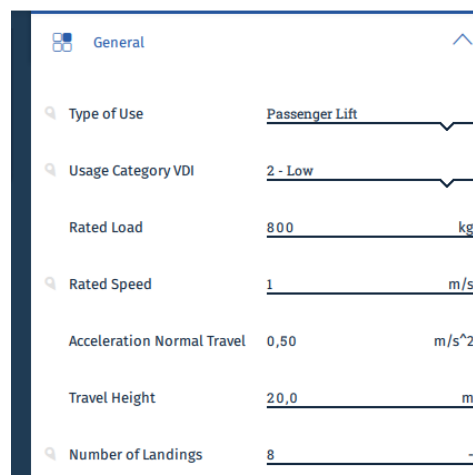 General
Type of Use Passenger Lift
Usage Category VDI 2 - Low
Rated Load 800 kg
Rated Speed 1 m/s
Acceleration Normal Travel 0,50 m/s^2
Travel Height 20,0 m
Number of Landings 8 -